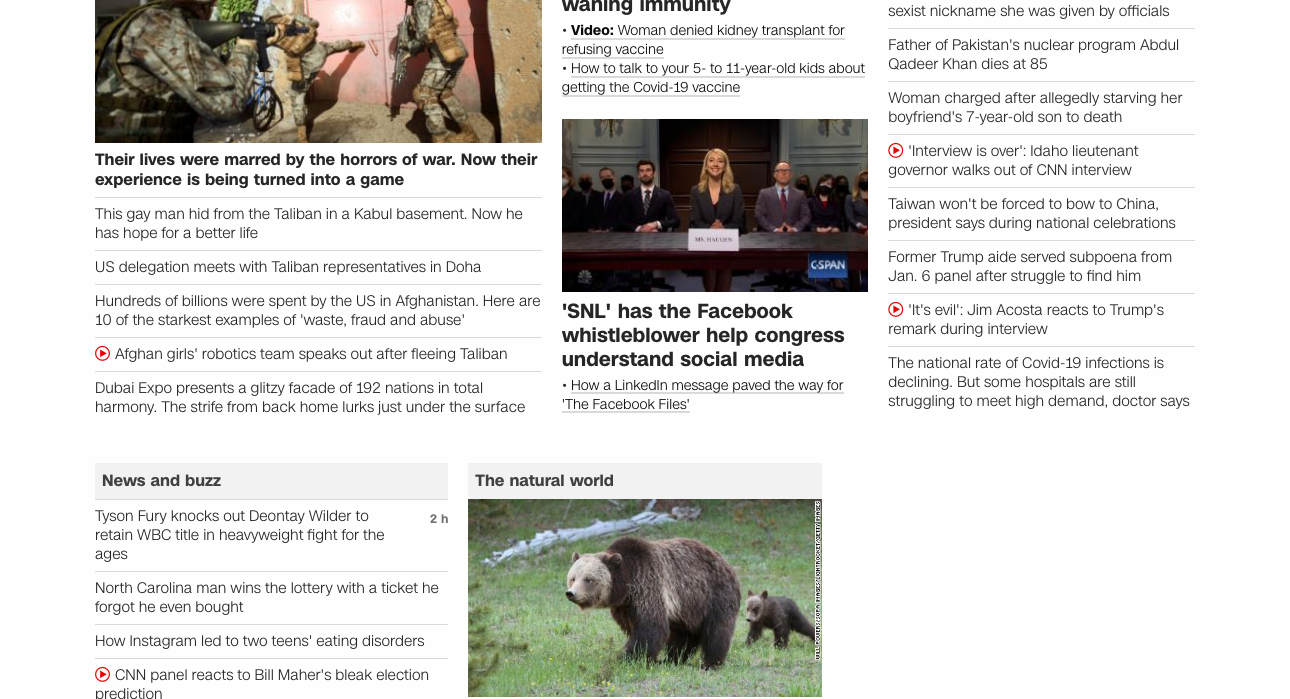 Their lives were marred by the horrors of war. Now their
experience is being turned into a game
This gay man hid from the Taliban in a Kabul basement. Now he
has hope for a better life
US delegation meets with Taliban representatives in Doha
Hundreds of billions were spent by the US in Afghanistan. Here are
10 of the starkest examples of 'waste, fraud and abuse'
Afghan girls' robotics team speaks out after fleeing Taliban
Dubai Expo presents a glitzy facade of 192 nations in total
harmony. The strife from back home lurks just under the surface
waning immunity
• Video: Woman denied kidney transplant for
refusing vaccine
• How to talk to your 5- to 11-year-old kids about
getting the Covid-19 vaccine
MS. HAUGEN
C-SPAN
'SNL' has the Facebook
whistleblower help congress
understand social media
• How a LinkedIn message paved the way for
'The Facebook Files'
sexist nickname she was given by officials
Father of Pakistan's nuclear program Abdul
Qadeer Khan dies at 85
Woman charged after allegedly starving her
boyfriend's 7-year-old son to death
'Interview is over': Idaho lieutenant
governor walks out of CNN interview
Taiwan won't be forced to bow to China,
president says during national celebrations
Former Trump aide served subpoena from
Jan. 6 panel after struggle to find him
'It's evil': Jim Acosta reacts to Trump's
remark during interview
The national rate of Covid-19 infections is
declining. But some hospitals are still
struggling to meet high demand, doctor says
News and buzz
Tyson Fury knocks out Deontay Wilder to
retain WBC title in heavyweight fight for the
ages
2 h
North Carolina man wins the lottery with a ticket he
forgot he even bought
How Instagram led to two teens' eating disorders
CNN panel reacts to Bill Maher's bleak election
prediction
The natural world